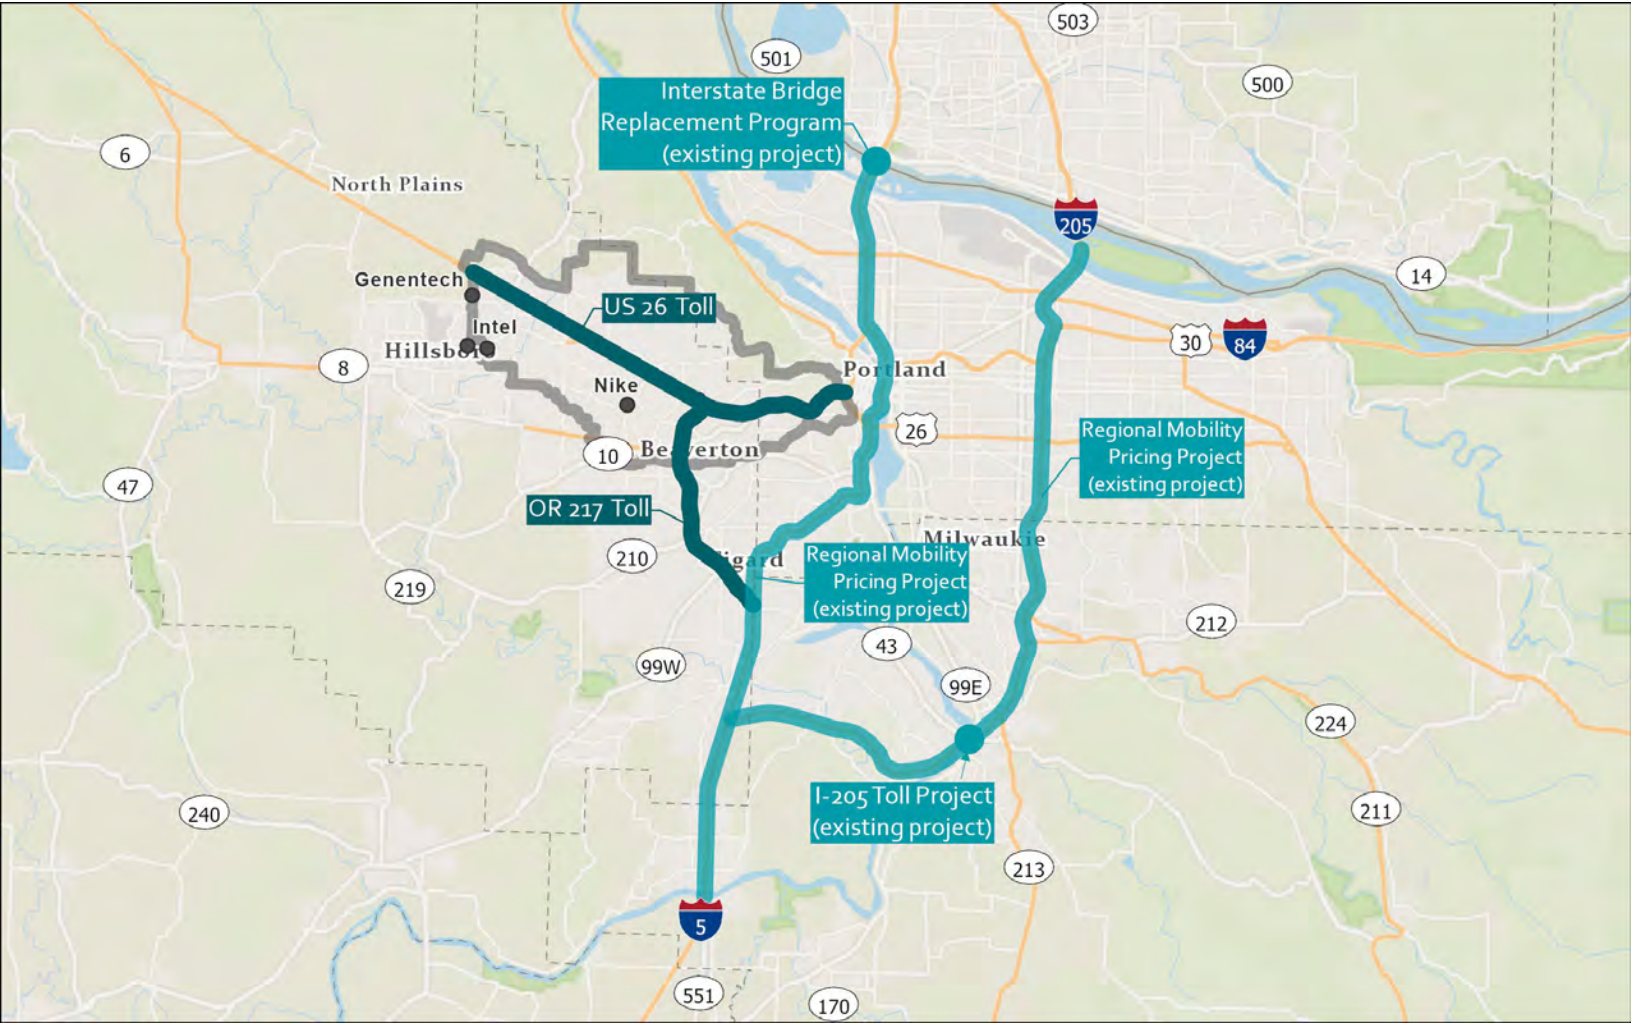 503
501
500
Interstate Bridge
Replacement Program
(existing project)
6
North Plains
205
14
Genentech
US 26 Toll
Intel
Hillsboro
30
84
8
Portland
Nike
26
Regional Mobility
Pricing Project
(existing project)
10
Beaverton
47
OR 217 Toll
Milwaukie
210
Tigard
Regional Mobility
Pricing Project
(existing project)
219
212
43
99W
99E
224
I-205 Toll Project
(existing project)
240
211
213
5
551
170